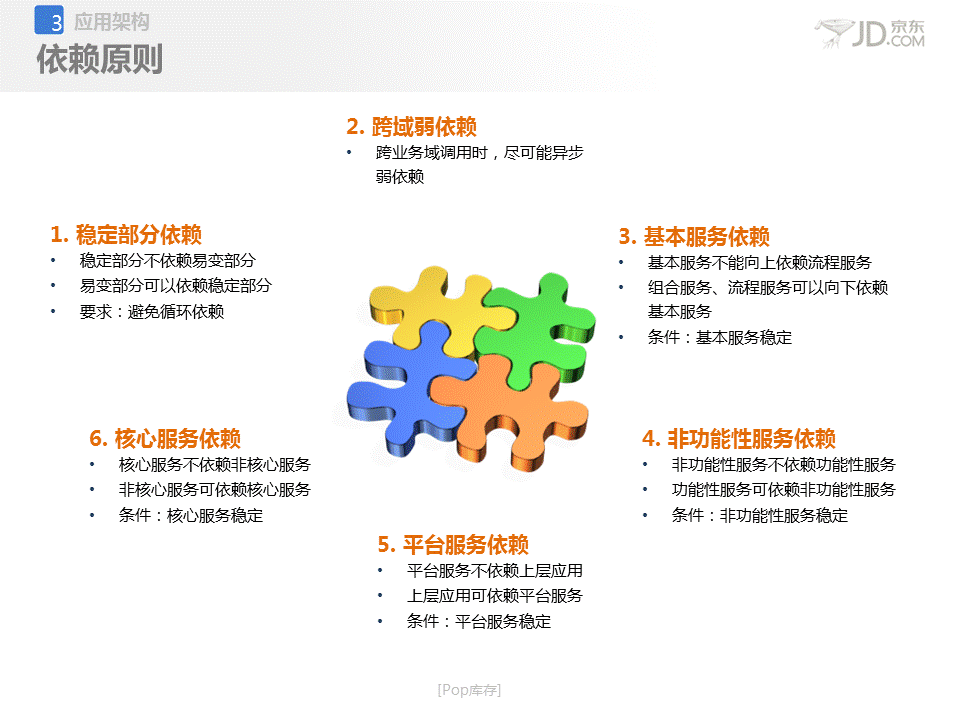 3 应用架构
依赖原则
JD 京东
.COM
2. 跨域弱依赖
• 跨业务域调用时，尽可能异步
弱依赖
1. 稳定部分依赖
• 稳定部分不依赖易变部分
• 易变部分可以依赖稳定部分
• 要求：避免循环依赖
3. 基本服务依赖
• 基本服务不能向上依赖流程服务
• 组合服务、流程服务可以向下依赖
基本服务
• 条件：基本服务稳定
6. 核心服务依赖
• 核心服务不依赖非核心服务
• 非核心服务可依赖核心服务
• 条件：核心服务稳定
4. 非功能性服务依赖
• 非功能性服务不依赖功能性服务
• 功能性服务可依赖非功能性服务
• 条件：非功能性服务稳定
5. 平台服务依赖
• 平台服务不依赖上层应用
• 上层应用可依赖平台服务
• 条件：平台服务稳定
[Pop库存]